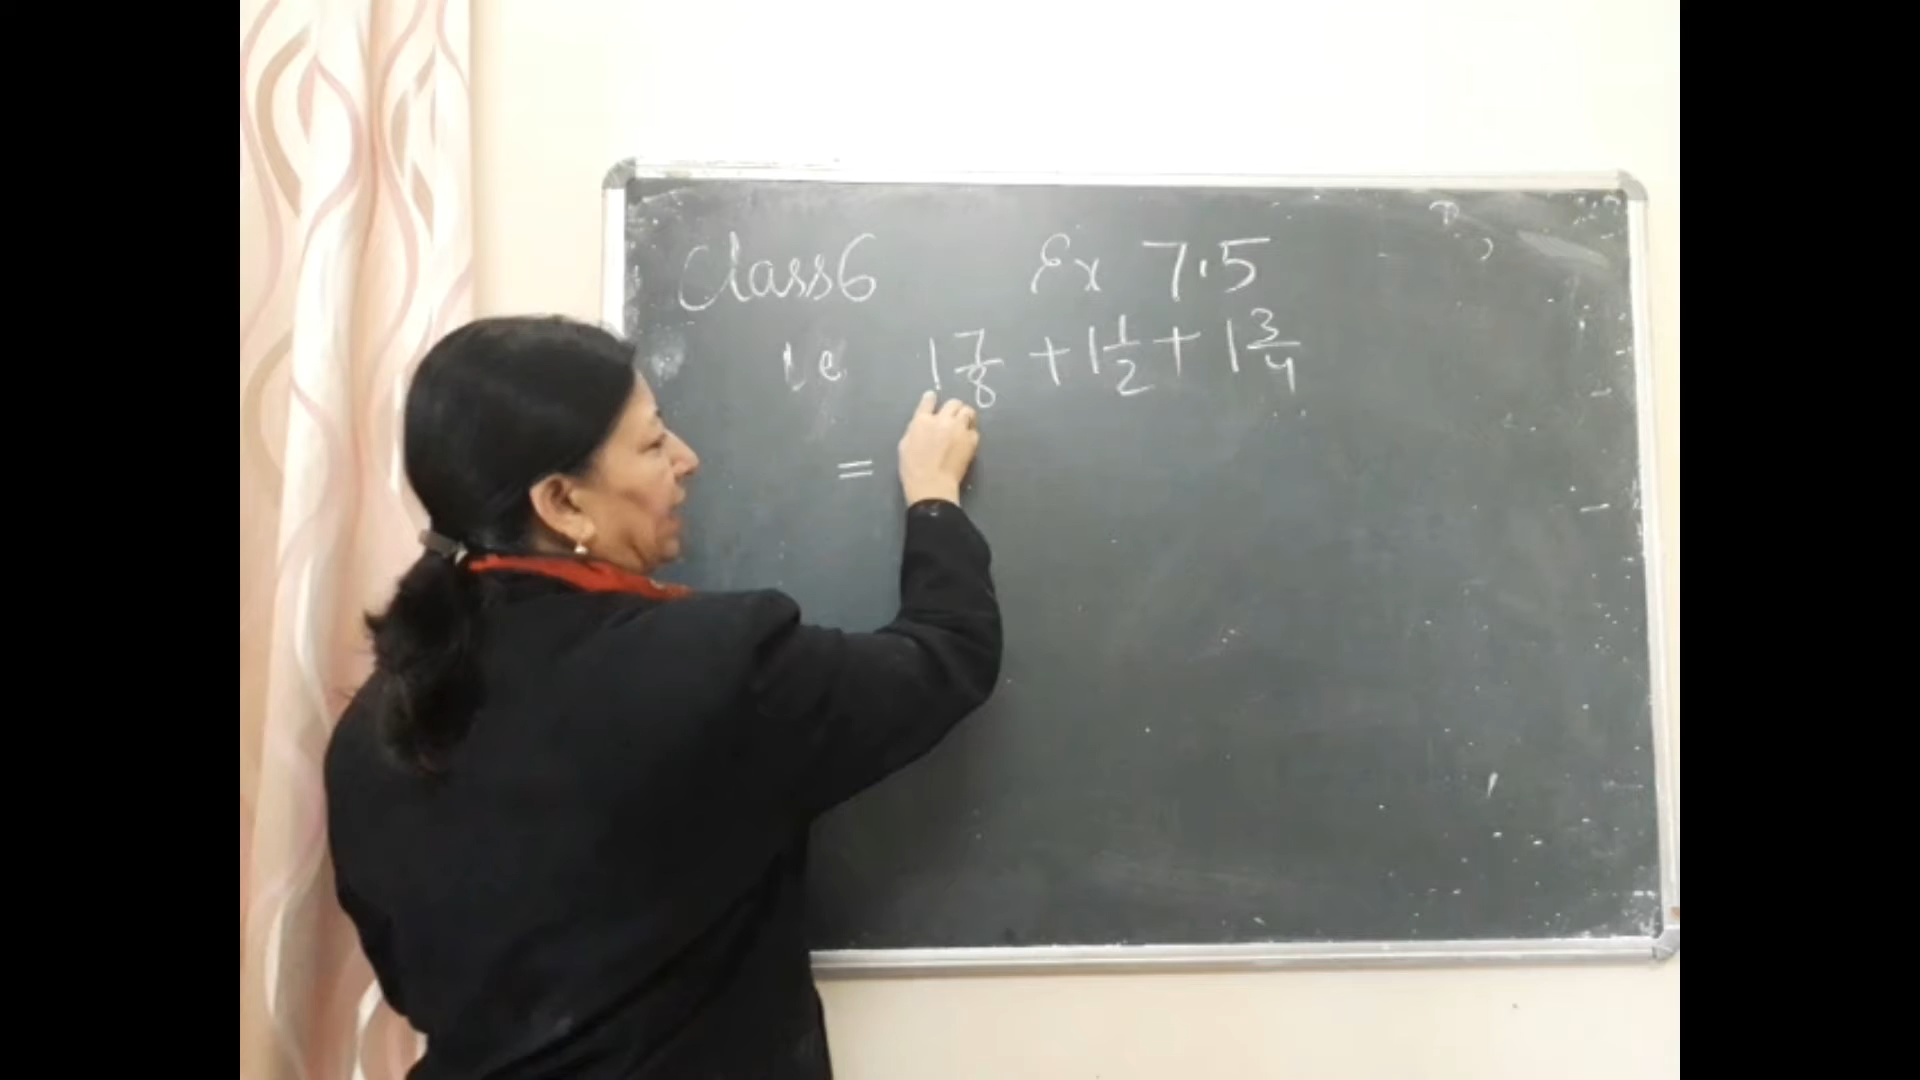 Class 6 Ex 7.5
1 e 1 7/8 + 1 1/2 + 1 3/4
=